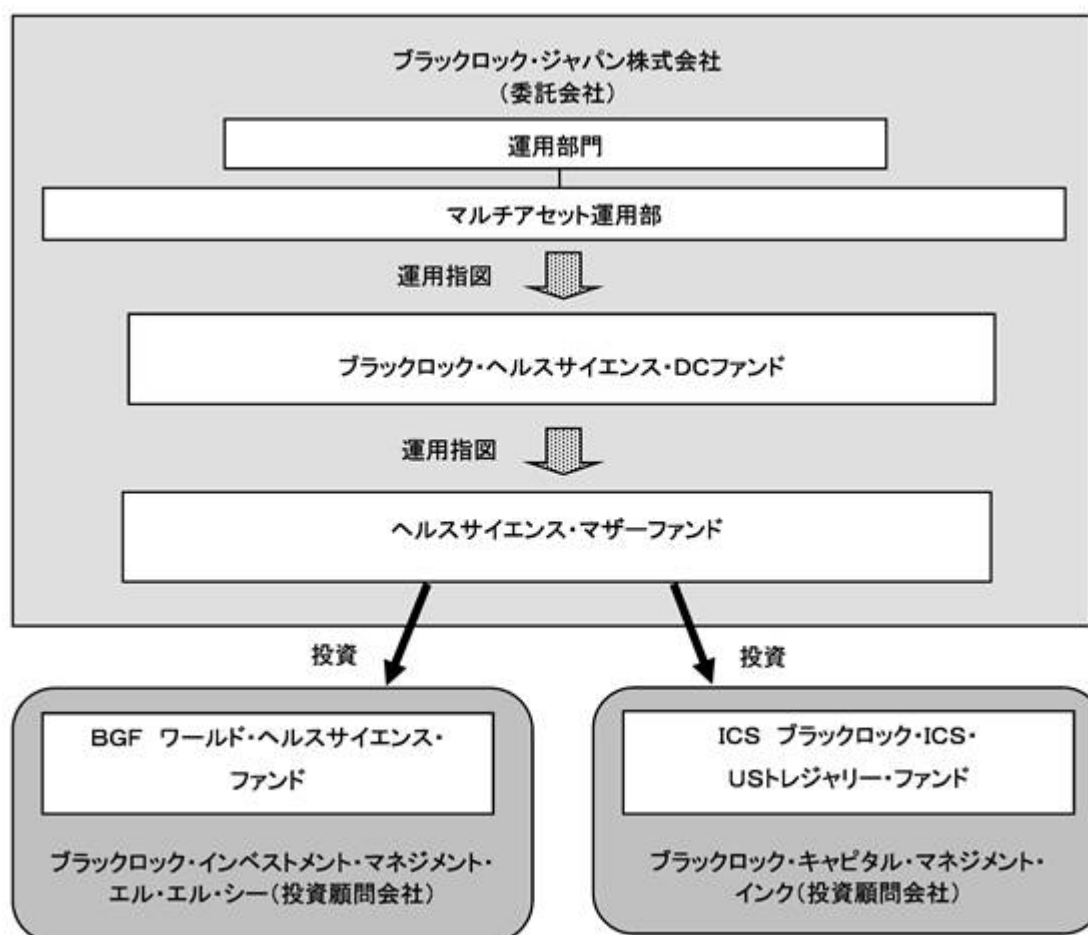 ブラックロック・ジャパン株式会社
（委託会社）
運用部門
マルチアセット運用部
運用指図
ブラックロック・ヘルスサイエンス・DCファンド
運用指図
ヘルスサイエンス・マザーファンド
投資
投資
BGF ワールド・ヘルスサイエンス・
ファンド
ブラックロック・インベストメント・マネジメント・
エル・エル・シー（投資顧問会社）
ICS ブラックロック・ICS・
USトレジャリー・ファンド
ブラックロック・キャピタル・マネジメント・
インク（投資顧問会社）